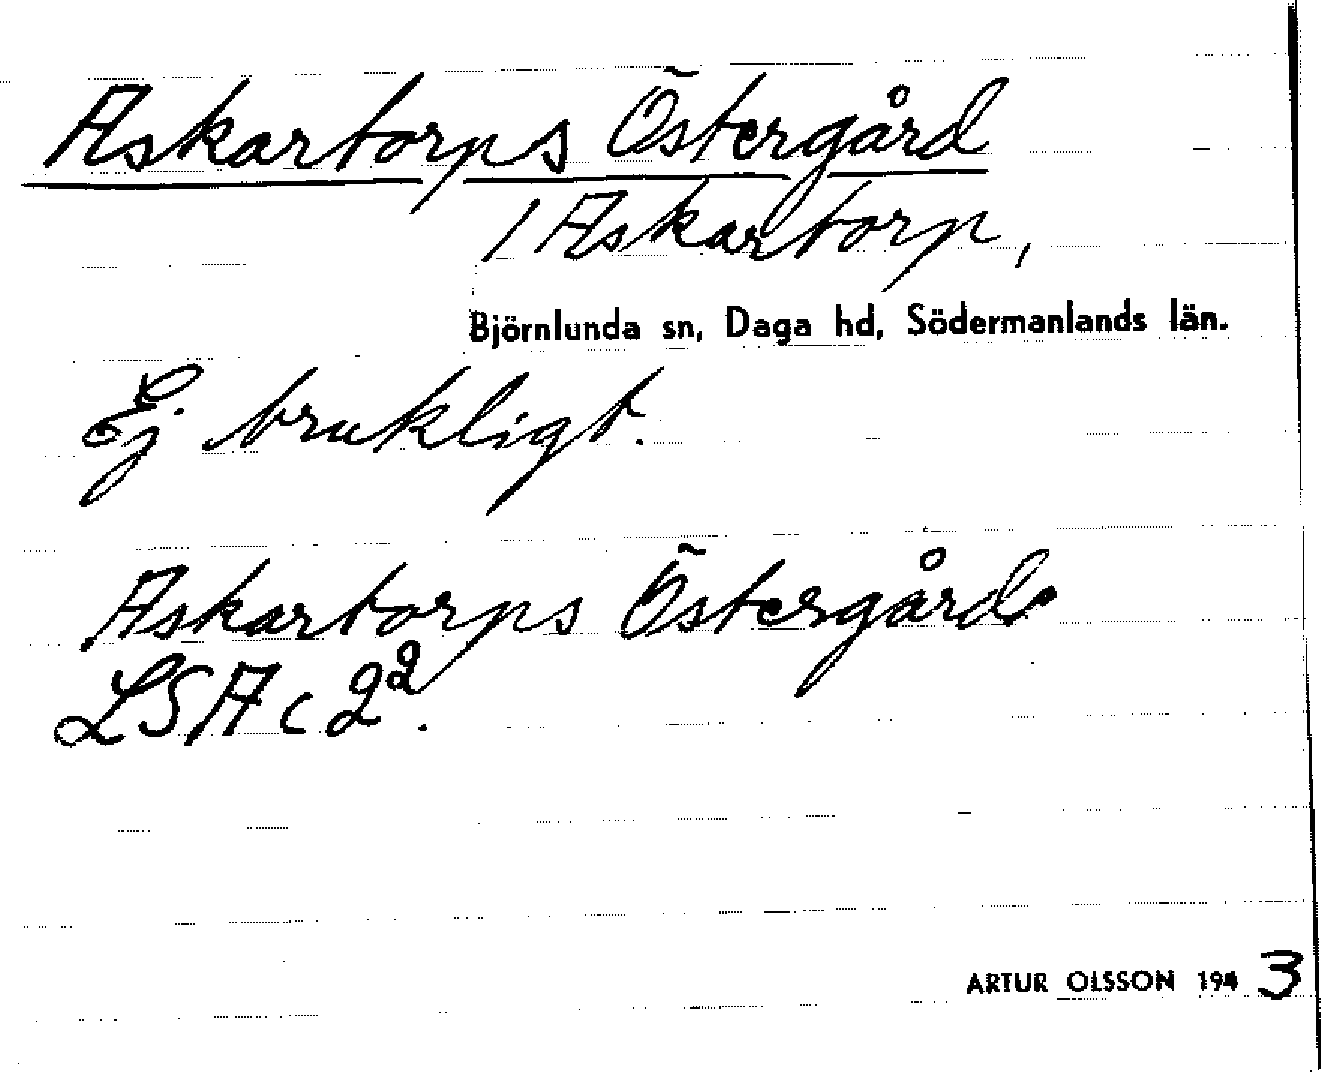 Askartorps Östergård
/ Askartorp,
Björnlunda sn, Daga hd, Södermanlands län.
Ej brukligt.
Askartorps Östergård
LSA c 2².
ARTUR OLSSON 1943